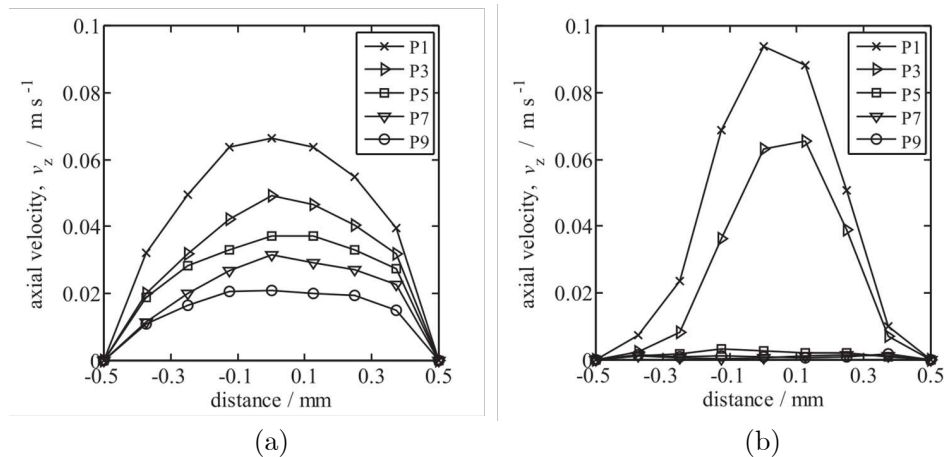 0.1
0.08
0.06
0.04
0.02
0
axial velocity, v_z / m s⁻¹
-0.5
-0.3
-0.1
0.1
0.3
0.5
distance / mm
P1
P3
P5
P7
P9
(a)
0.1
0.08
0.06
0.04
0.02
0
axial velocity, v_z / m s⁻¹
-0.5
-0.3
-0.1
0.1
0.3
0.5
distance / mm
P1
P3
P5
P7
P9
(b)